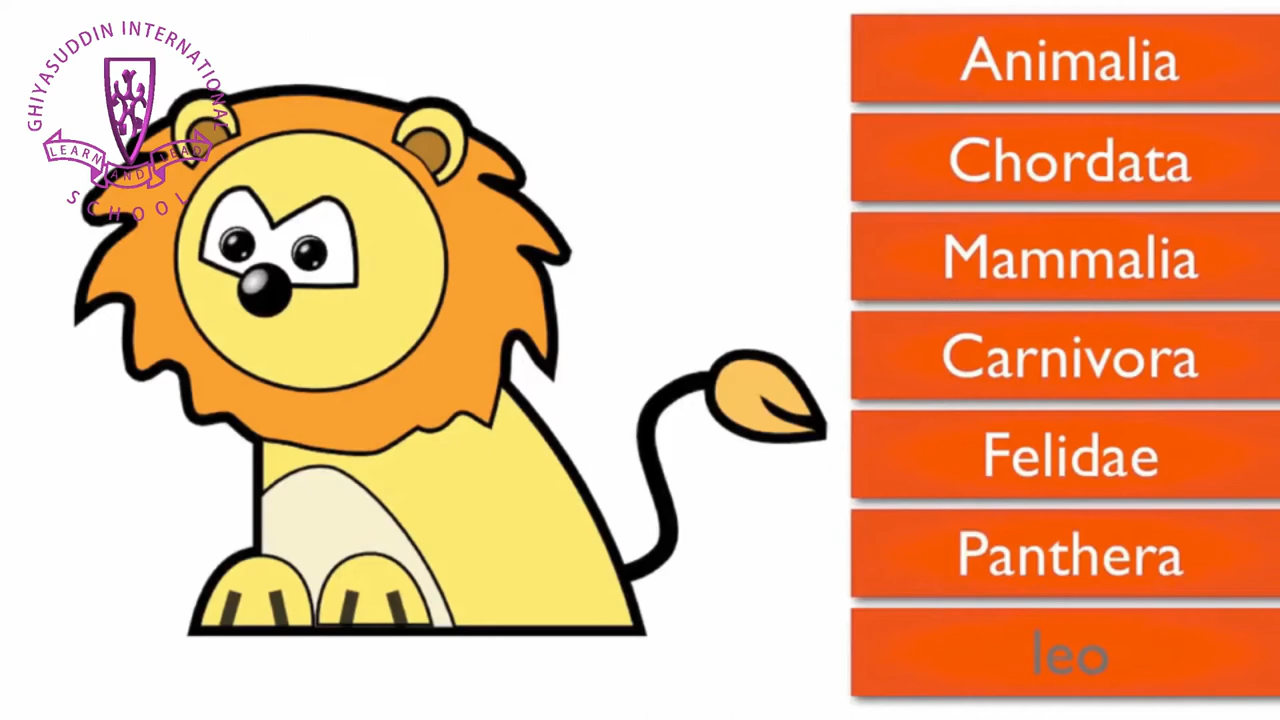 GHIYASUDDIN INTERNATIONAL
LEARN AND LEAD
SCHOOL
Animalia
Chordata
Mammalia
Carnivora
Felidae
Panthera
leo